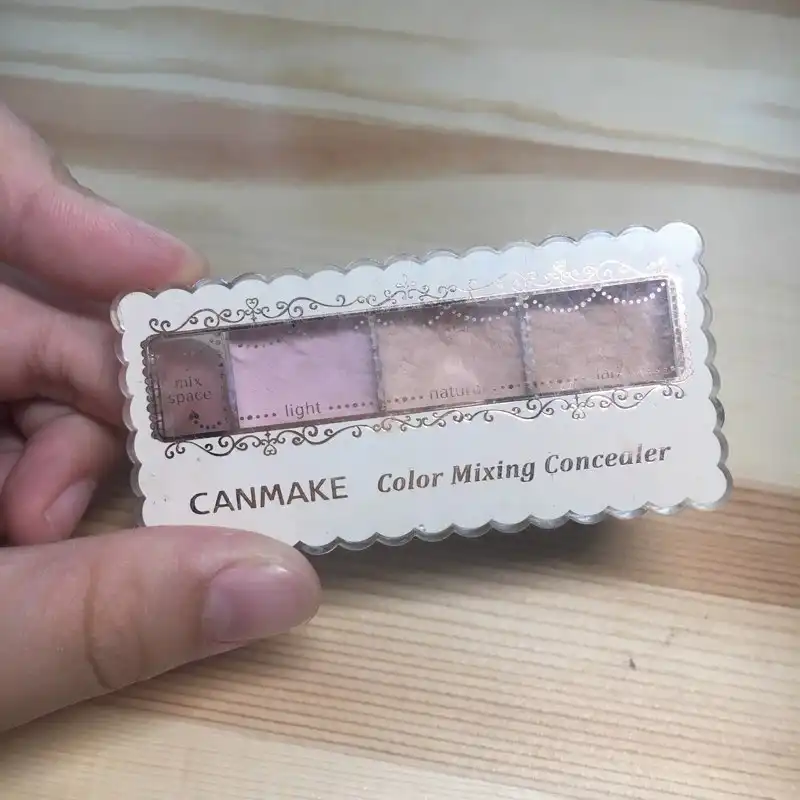 mix
space
light
natural
CANMAKE Color Mixing Concealer